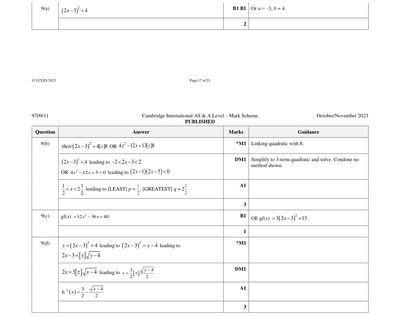 9(a) (2x−3)² + 4 B1 B1 Or a = −3, b = 4.
2
© UCLES 2023 Page 17 of 21
9709/11 Cambridge International AS & A Level – Mark Scheme October/November 2023
PUBLISHED
Question Answer Marks Guidance
9(b) their(2x−3)² + 4[<]8 OR 4x² −12x+13[<]8 *M1 Linking quadratic with 8.
(2x−3)² < 4 leading to −2<2x−3<2 DM1 Simplify to 3-term quadratic and solve. Condone no
OR 4x² −12x+5<0 leading to (2x−1)(2x−5)<0 method shown.
1/2 < x < 2 1/2 leading to [LEAST] p = 1/2, [GREATEST] q = 2 1/2 A1
3
9(c) gf(x) = 12x² −36x+40 B1 OE gf(x) = 3(2x−3)² + 13.
1
9(d) y = (2x−3)² + 4 leading to (2x−3)² = y−4 leading to *M1
2x−3=[±]√y−4
2x = 3[±]√y−4 leading to x = 3/2[±]√y−4/2 DM1
h⁻¹(x) = 3/2 − √x−4/2 A1
3